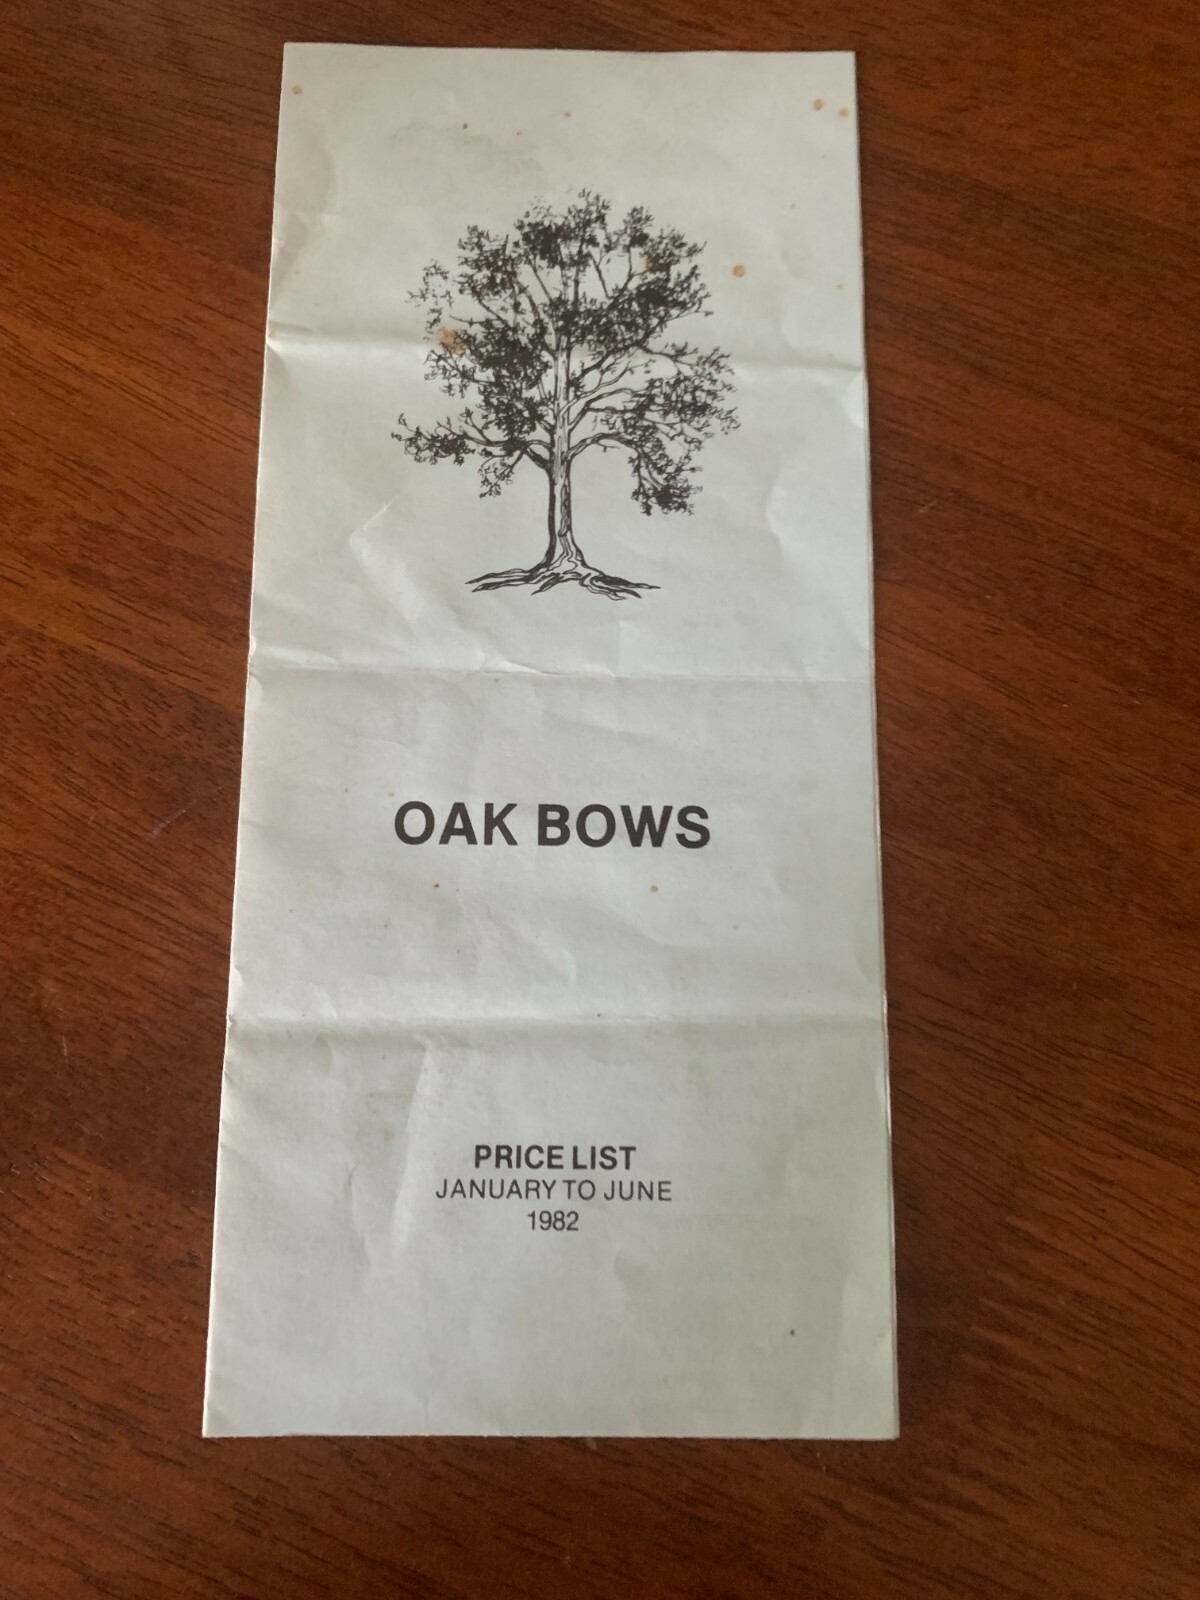 OAK BOWS
PRICE LIST
JANUARY TO JUNE
1982